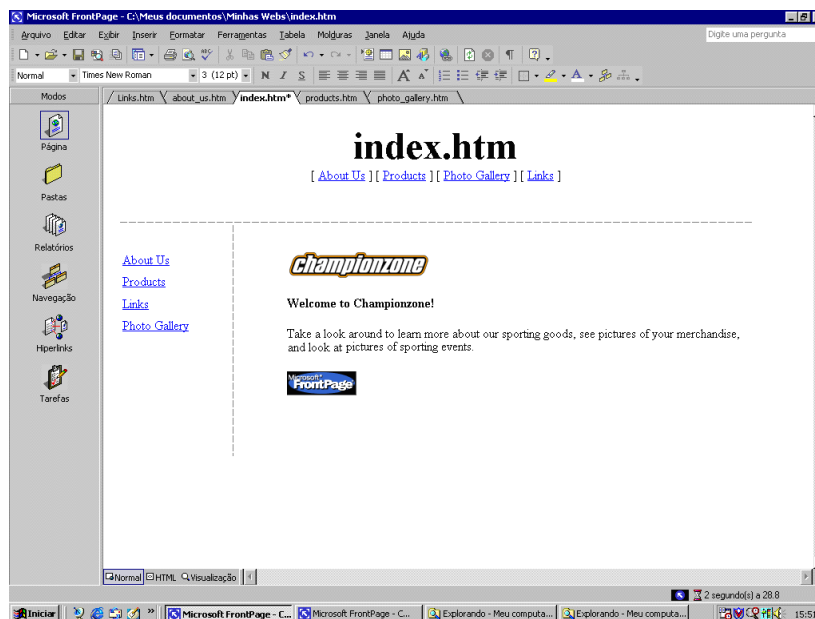 Microsoft FrontPage - C:\Meus documentos\Minhas Webs\index.htm
Arquivo Editar Exibir Inserir Formatar Ferramentas Tabela Molduras Janela Ajuda Digite uma pergunta
Normal Times New Roman 3 (12 pt) N I S A A A
Modos Links.htm about_us.htm index.htm* products.htm photo_gallery.htm
Página
Pastas
Relatórios
Navegação
Hiperlinks
Tarefas
index.htm
[ About Us ] [ Products ] [ Photo Gallery ] [ Links ]
About Us
Products
Links
Photo Gallery
championzone
Welcome to Championzone!
Take a look around to learn more about our sporting goods, see pictures of your merchandise,
and look at pictures of sporting events.
Microsoft
FrontPage
Normal HTML Visualização
2 segundo(s) a 28.8
Iniciar » Microsoft FrontPage - C... Microsoft FrontPage - C... Explorando - Meu computa... Explorando - Meu computa... 15:51